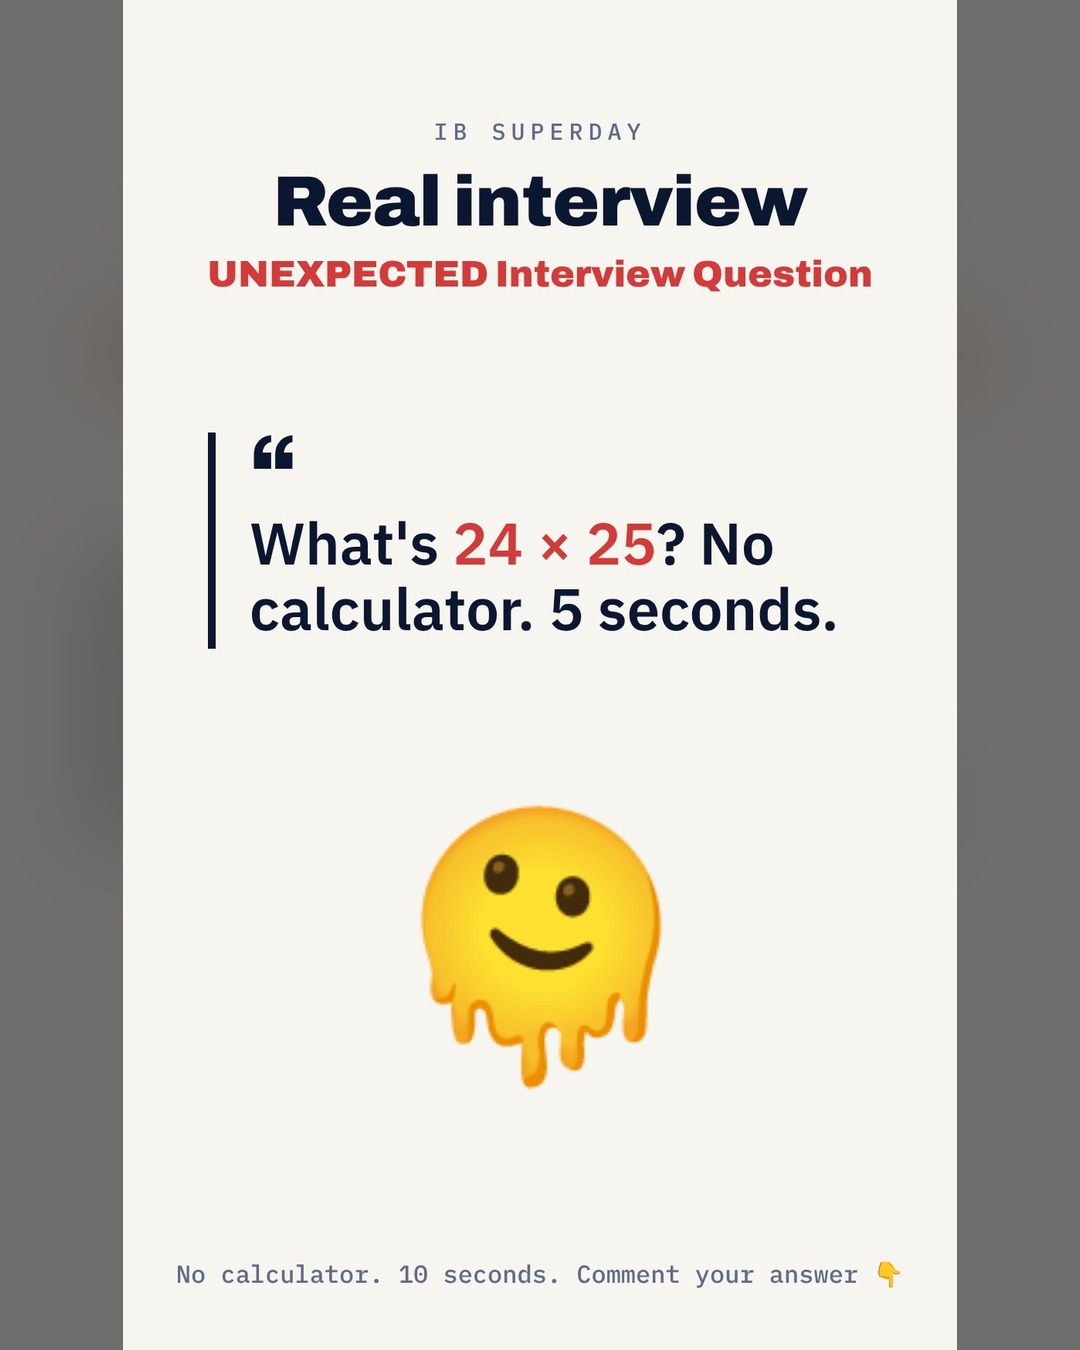 IB SUPERDAY
Real interview
UNEXPECTED Interview Question
“
What's 24 × 25? No
calculator. 5 seconds.
No calculator. 10 seconds. Comment your answer 👇